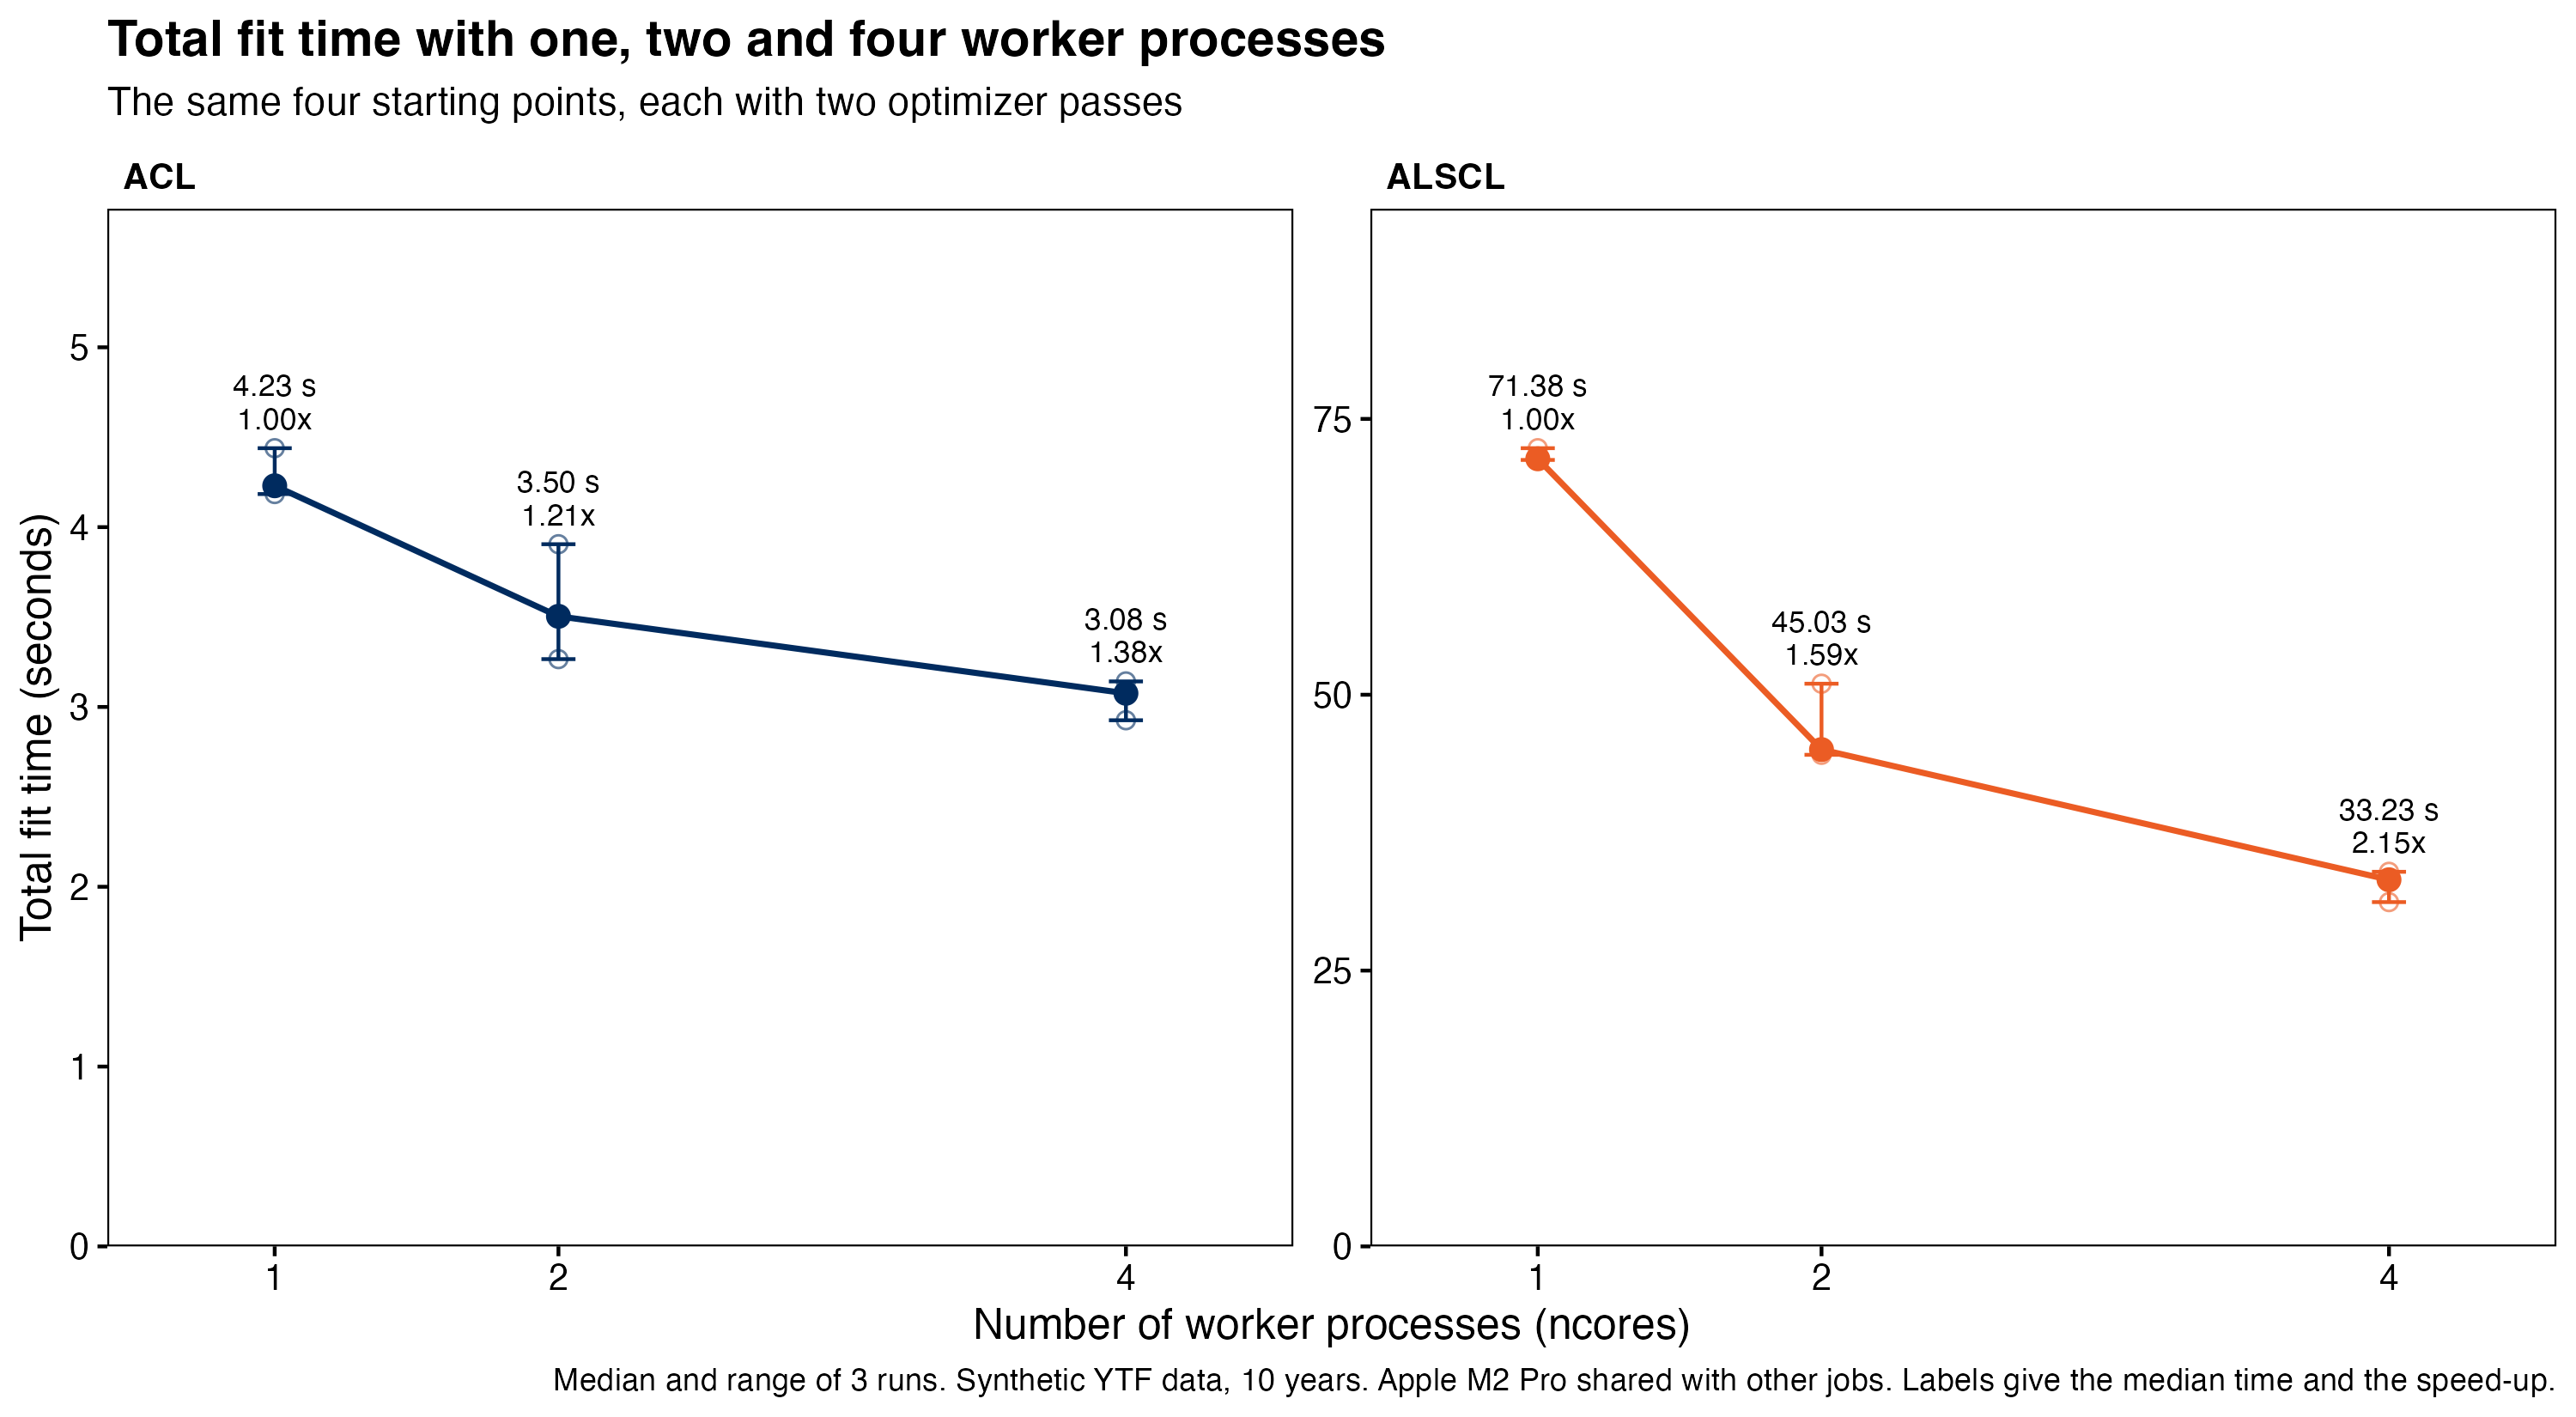 Total fit time with one, two and four worker processes
The same four starting points, each with two optimizer passes
ACL
ALSCL
Total fit time (seconds)
5
4
3
2
1
0
4.23 s
1.00x
3.50 s
1.21x
3.08 s
1.38x
1
2
4
75
50
25
0
71.38 s
1.00x
45.03 s
1.59x
33.23 s
2.15x
1
2
4
Number of worker processes (ncores)
Median and range of 3 runs. Synthetic YTF data, 10 years. Apple M2 Pro shared with other jobs. Labels give the median time and the speed-up.